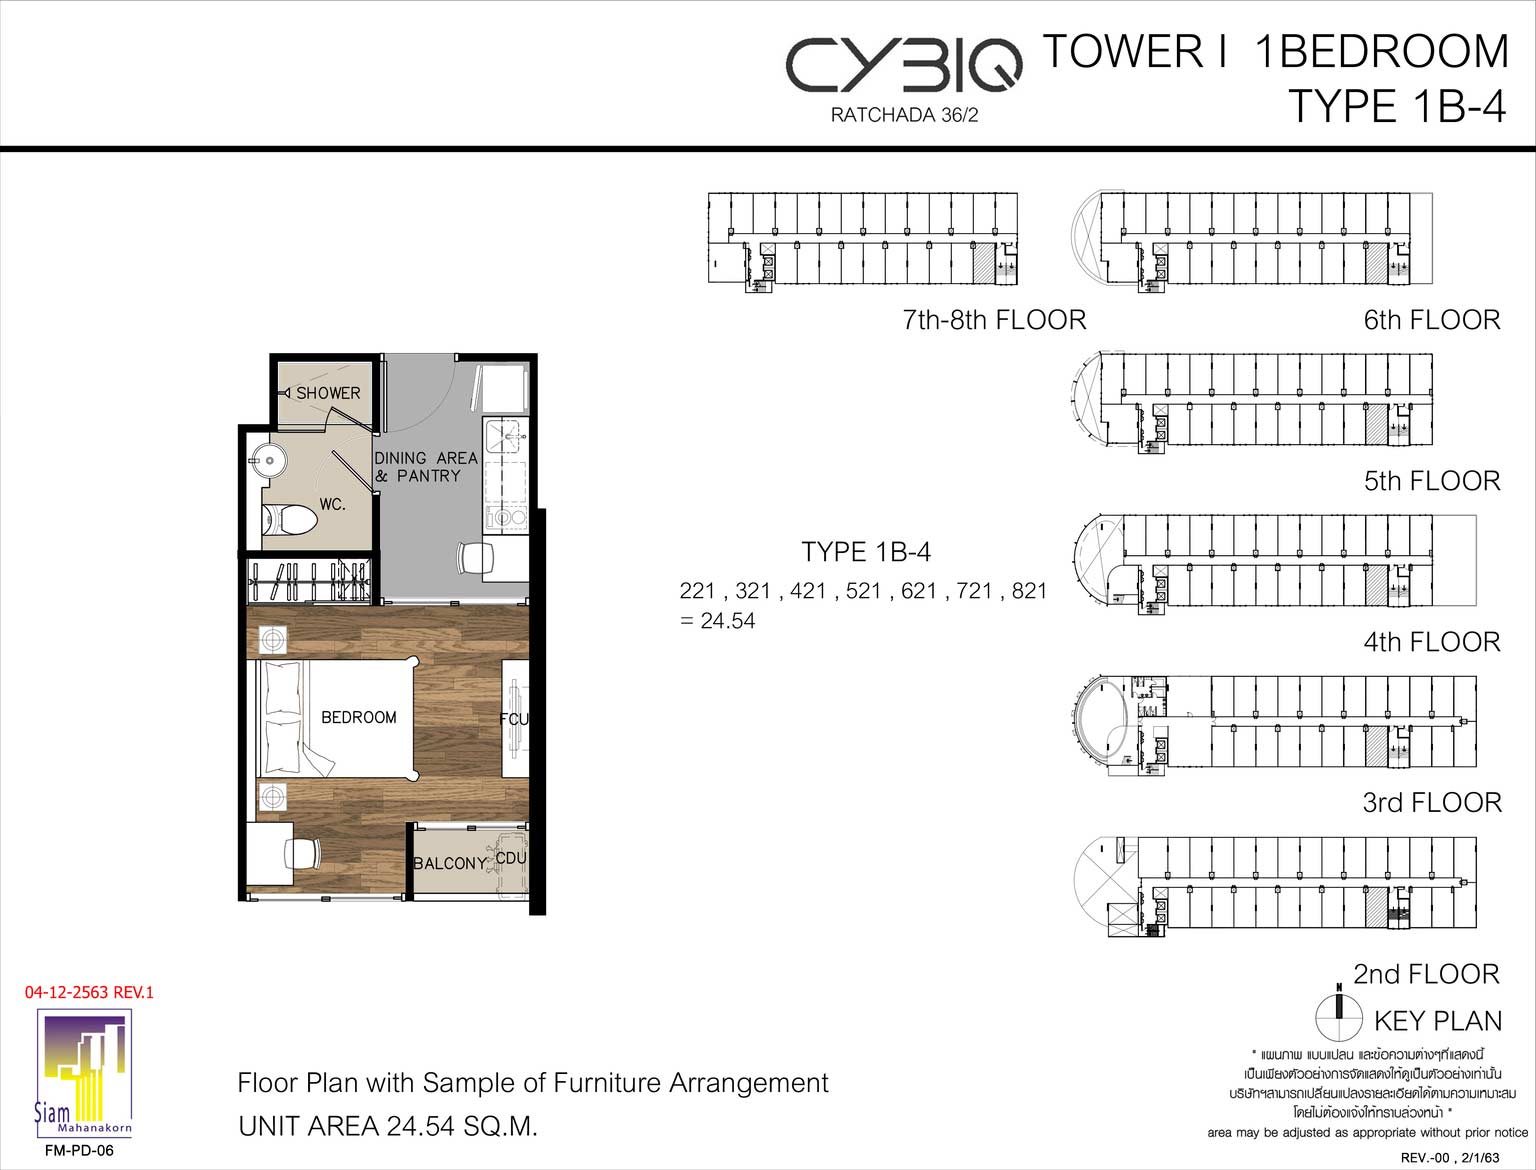 CYBIQ
RATCHADA 36/2
TOWER I 1BEDROOM
TYPE 1B-4
7th-8th FLOOR
6th FLOOR
5th FLOOR
4th FLOOR
3rd FLOOR
2nd FLOOR
TYPE 1B-4
221 , 321 , 421 , 521 , 621 , 721 , 821
= 24.54
SHOWER
DINING AREA
& PANTRY
WC.
BEDROOM
FCU
BALCONY
CDU
04-12-2563 REV.1
Siam
Mahanakorn
FM-PD-06
Floor Plan with Sample of Furniture Arrangement
UNIT AREA 24.54 SQ.M.
N
KEY PLAN
* แผนภาพ แบบแปลน และข้อความต่างๆที่แสดงนี้
เป็นเพียงตัวอย่างการจัดแสดงให้ดูเป็นตัวอย่างเท่านั้น
บริษัทฯสามารถเปลี่ยนแปลงรายละเอียดได้ตามความเหมาะสม
โดยไม่ต้องแจ้งให้ทราบล่วงหน้า *
area may be adjusted as appropriate without prior notice
REV.-00 , 2/1/63